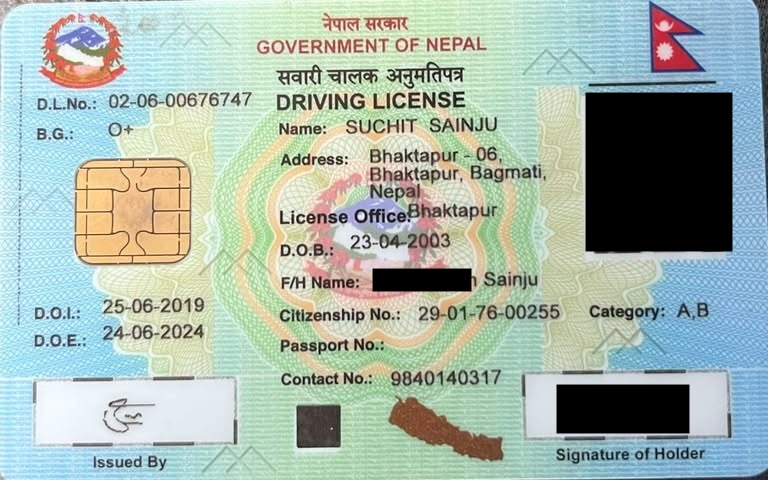 नेपाल सरकार
GOVERNMENT OF NEPAL
सवारी चालक अनुमतिपत्र
D.L.No.: 02-06-00676747
DRIVING LICENSE
B.G.: O+
Name: SUCHIT SAINJU
Address: Bhaktapur - 06,
Bhaktapur, Bagmati,
Nepal
License Office: Bhaktapur
D.O.B.: 23-04-2003
F/H Name: Sainju
D.O.I.: 25-06-2019
Citizenship No.: 29-01-76-00255
Category: A,B
D.O.E.: 24-06-2024
Passport No.:
Contact No.: 9840140317
Issued By
Signature of Holder